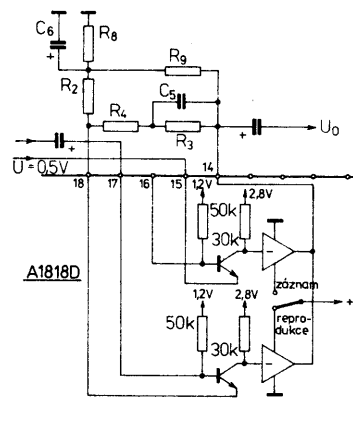 C6
R8
R9
R2
C5
R4
R3
+
+
U0
+
U=0,5V
18
17
16
15
14
1,2V
2,8V
50k
30k
A1818D
záznam
1,2V
2,8V
+
repro-
dukce
50k
30k